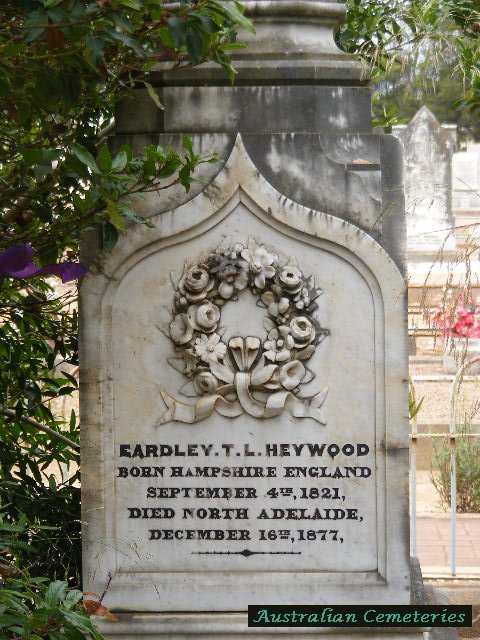 EARDLEY.T.L.HEYWOOD
BORN HAMPSHIRE ENGLAND
SEPTEMBER 4TH, 1821,
DIED NORTH ADELAIDE,
DECEMBER 16TH, 1877,
Australian Cemeteries